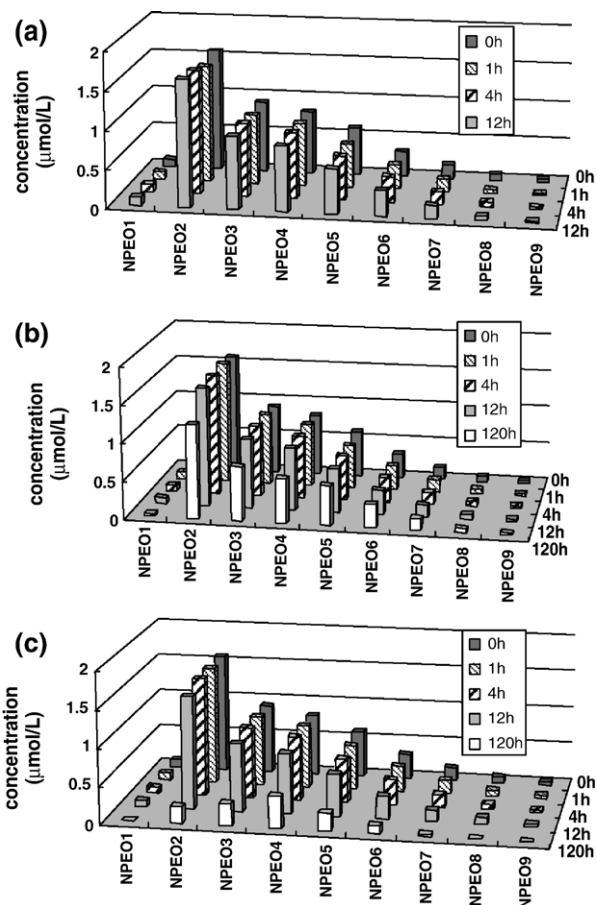 (a)
concentration
(μmol/L)
2
1.5
1
0.5
0
0h
1h
4h
12h
0h
1h
4h
12h
NPEO1
NPEO2
NPEO3
NPEO4
NPEO5
NPEO6
NPEO7
NPEO8
NPEO9
(b)
concentration
(μmol/L)
2
1.5
1
0.5
0
0h
1h
4h
12h
120h
0h
1h
4h
12h
120h
NPEO1
NPEO2
NPEO3
NPEO4
NPEO5
NPEO6
NPEO7
NPEO8
NPEO9
(c)
concentration
(μmol/L)
2
1.5
1
0.5
0
0h
1h
4h
12h
120h
0h
1h
4h
12h
120h
NPEO1
NPEO2
NPEO3
NPEO4
NPEO5
NPEO6
NPEO7
NPEO8
NPEO9